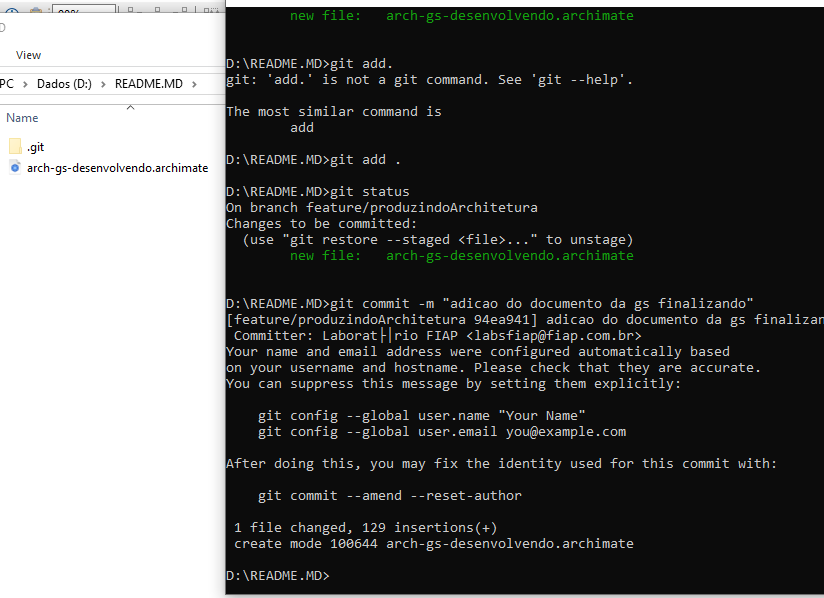 View
PC > Dados (D:) > README.MD >
Name
.git
arch-gs-desenvolvendo.archimate
new file:   arch-gs-desenvolvendo.archimate
D:\README.MD>git add.
git: 'add.' is not a git command. See 'git --help'.
The most similar command is
add
D:\README.MD>git add .
D:\README.MD>git status
On branch feature/produzindoArchitetura
Changes to be committed:
(use "git restore --staged <file>..." to unstage)
new file:   arch-gs-desenvolvendo.archimate
D:\README.MD>git commit -m "adicao do documento da gs finalizando"
[feature/produzindoArchitetura 94ea941] adicao do documento da gs finalizan
Committer: Laborat├│rio FIAP <labsfiap@fiap.com.br>
Your name and email address were configured automatically based
on your username and hostname. Please check that they are accurate.
You can suppress this message by setting them explicitly:
git config --global user.name "Your Name"
git config --global user.email you@example.com
After doing this, you may fix the identity used for this commit with:
git commit --amend --reset-author
1 file changed, 129 insertions(+)
create mode 100644 arch-gs-desenvolvendo.archimate
D:\README.MD>